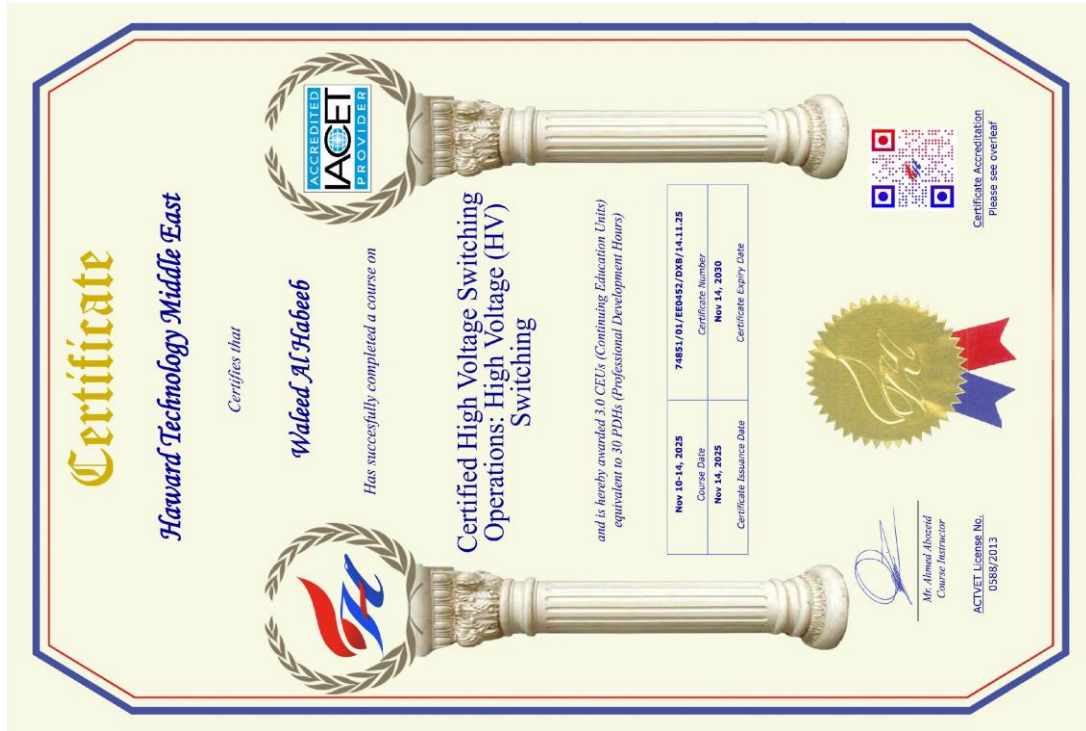 Certificate
Haward Technology Middle East
Certifies that
Waleed Al Habeeb
Has succesfully completed a course on
ACCREDITED
IACET
PROVIDER
Certified High Voltage Switching
Operations: High Voltage (HV)
Switching
and is hereby awarded 3.0 CEUs (Continuing Education Units)
equivalent to 30 PDHs (Professional Development Hours)
Nov 10-14, 2025
74851/01/EE0452/DXB/14.11.25
Course Date
Certificate Number
Nov 14, 2025
Nov 14, 2030
Certificate Issuance Date
Certificate Expiry Date
Mr. Ahmed Abozeid
Course Instructor
ACTVET License No.
0588/2013
Certificate Accreditation
Please see overleaf